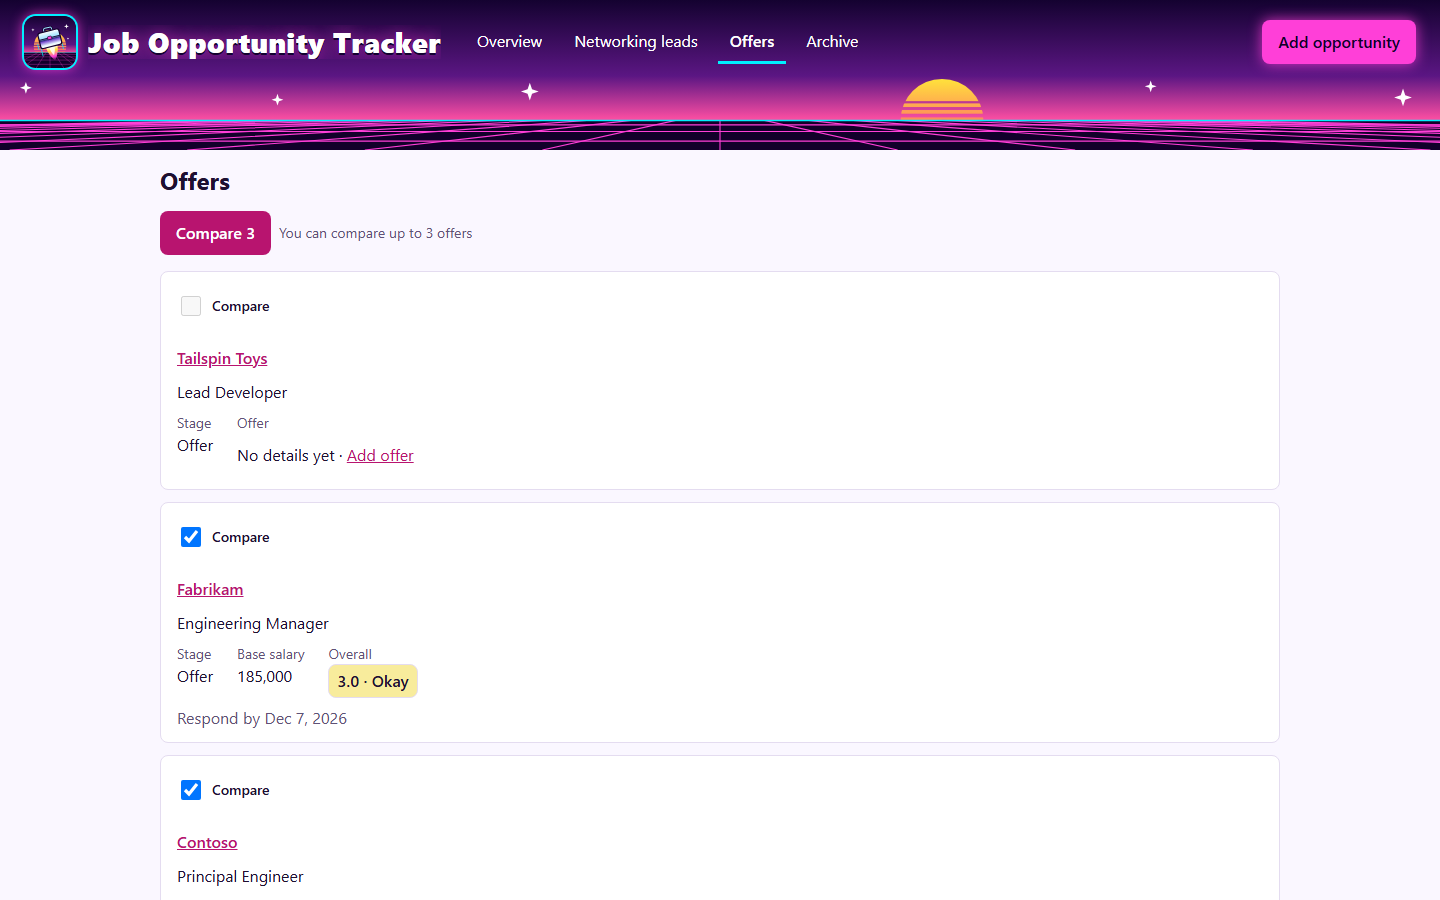 Job Opportunity Tracker
Overview
Networking leads
Offers
Archive
Add opportunity
Offers
Compare 3
You can compare up to 3 offers
Compare
Tailspin Toys
Lead Developer
Stage
Offer
Offer
No details yet · Add offer
Compare
Fabrikam
Engineering Manager
Stage
Offer
Base salary
185,000
Overall
3.0 · Okay
Respond by Dec 7, 2026
Compare
Contoso
Principal Engineer